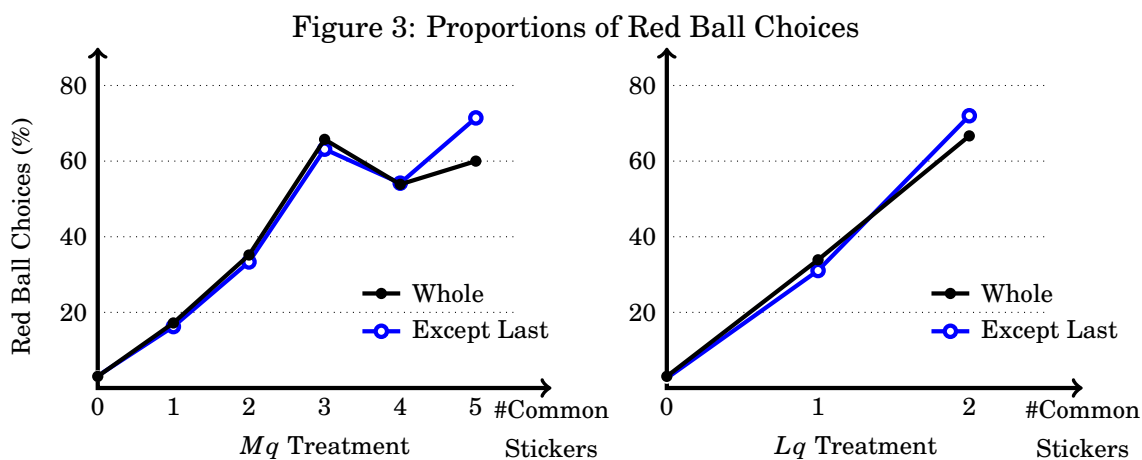 Figure 3: Proportions of Red Ball Choices
Red Ball Choices (%)
80
60
40
20
Whole
Except Last
0 1 2 3 4 5 #Common
Mq Treatment Stickers
80
60
40
20
Whole
Except Last
0 1 2 #Common
Lq Treatment Stickers